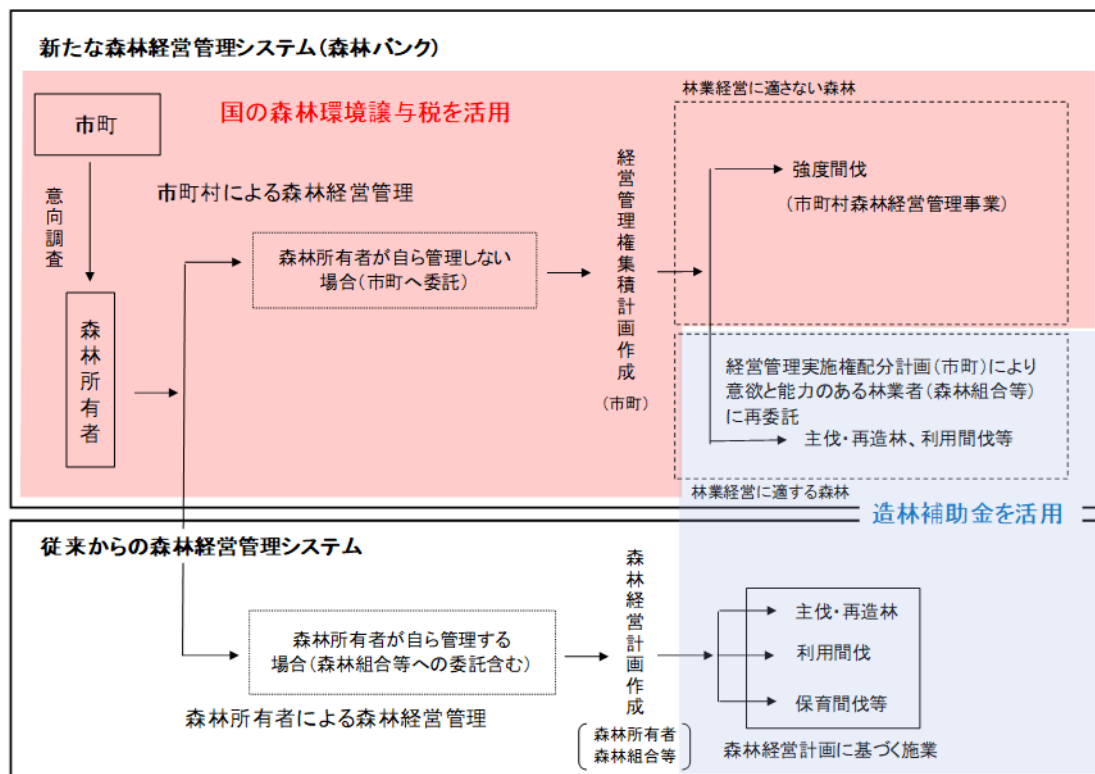 新たな森林経営管理システム(森林バンク)
国の森林環境譲与税を活用
市町
意向調査
森林所有者
市町村による森林経営管理
森林所有者が自ら管理しない
場合(市町へ委託)
経営管理権集積計画作成
(市町)
林業経営に適さない森林
強度間伐
(市町村森林経営管理事業)
経営管理実施権配分計画(市町)により
意欲と能力のある林業者(森林組合等)
に再委託
主伐・再造林、利用間伐等
林業経営に適する森林
造林補助金を活用
従来からの森林経営管理システム
森林所有者が自ら管理する
場合(森林組合等への委託含む)
森林所有者による森林経営管理
森林経営計画作成
森林所有者
森林組合等
主伐・再造林
利用間伐
保育間伐等
森林経営計画に基づく施業